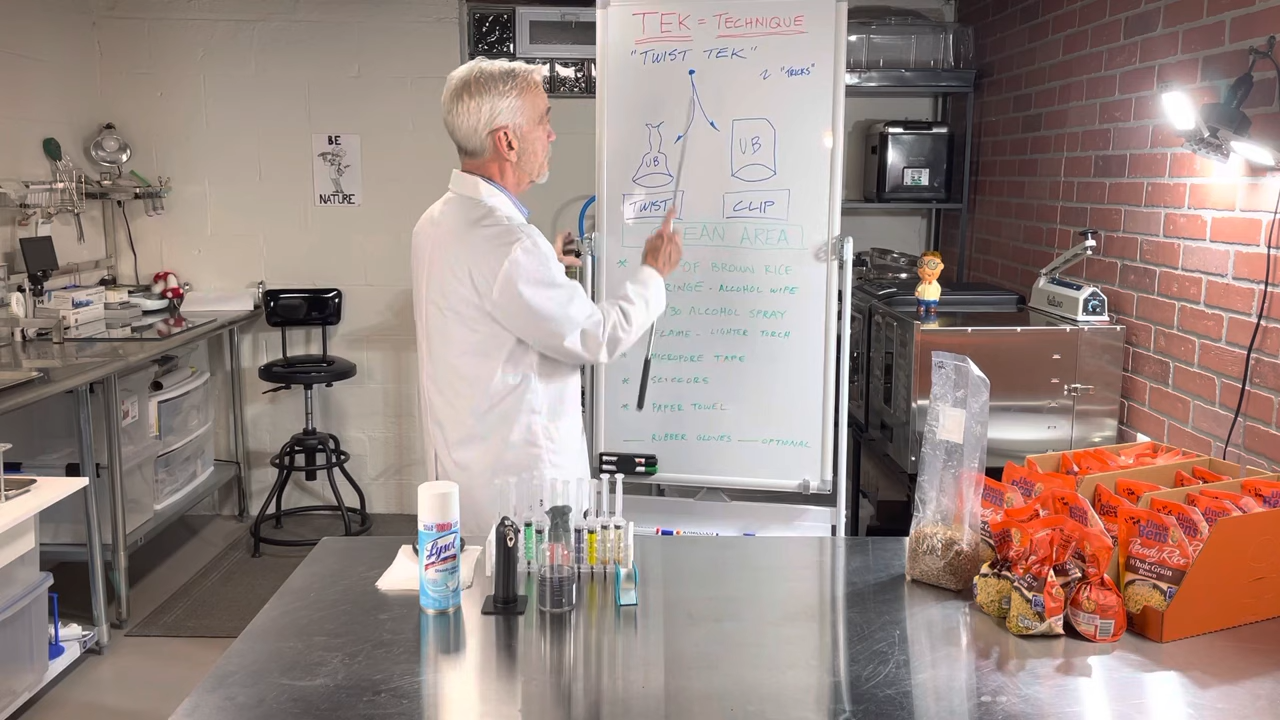 TEK = TECHNIQUE
"TWIST TEK"
2 "TRICKS"
UB
UB
TWIST
CLIP
EAN AREA
* OF BROWN RICE
RINGE - ALCOHOL WIPE
ALCOHOL SPRAY
FLAME - LIGHTER TORCH
* MICROPORE TAPE
* SCISSORS
* PAPER TOWEL
RUBBER GLOVES — OPTIONAL
BE
NATURE
Lysol
Uncle Ben's
Ready Rice
Whole Grain
Brown